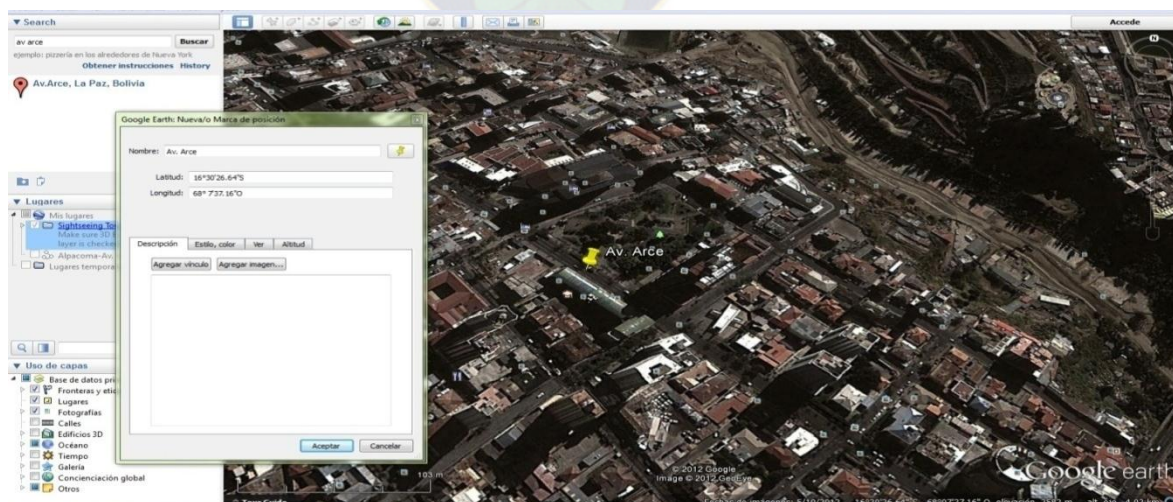 Search
av arce
Buscar
ejemplo: pizzería en los alrededores de Nueva York
Obtener instrucciones History
Av.Arce, La Paz, Bolivia
Lugares
Mis lugares
Sightseeing To
Make sure 3D
layer is checke
Alpacoma-Av.
Lugares tempora
Uso de capas
Base de datos pri
Fronteras y etiq
Lugares
Fotografías
Calles
Edificios 3D
Océano
Tiempo
Galería
Concienciación global
Otros
Google Earth: Nueva/o Marca de posición
Nombre: Av. Arce
Latitud: 16°30'26.64"S
Longitud: 68° 7'37.16"O
Descripción Estilo, color Ver Altitud
Agregar vínculo Agregar imagen...
Aceptar Cancelar
Accede
N
Av. Arce
103 m
© 2012 Google
Image © 2012 GeoEye
Google earth